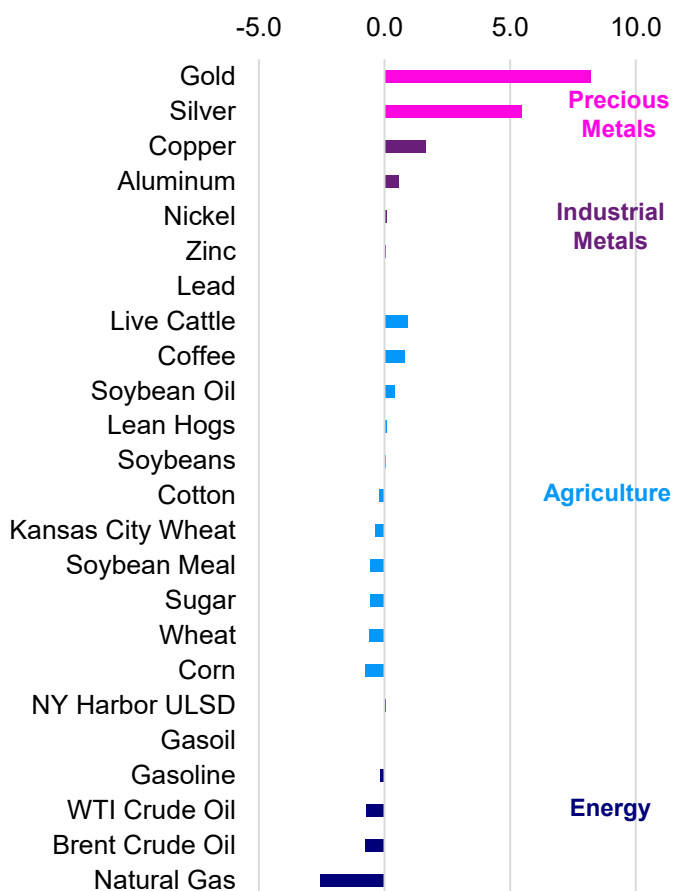 -5.0 0.0 5.0 10.0
Gold
Silver
Precious
Metals
Copper
Aluminum
Nickel
Zinc
Lead
Industrial
Metals
Live Cattle
Coffee
Soybean Oil
Lean Hogs
Soybeans
Cotton
Kansas City Wheat
Soybean Meal
Sugar
Wheat
Corn
Agriculture
NY Harbor ULSD
Gasoil
Gasoline
WTI Crude Oil
Brent Crude Oil
Natural Gas
Energy